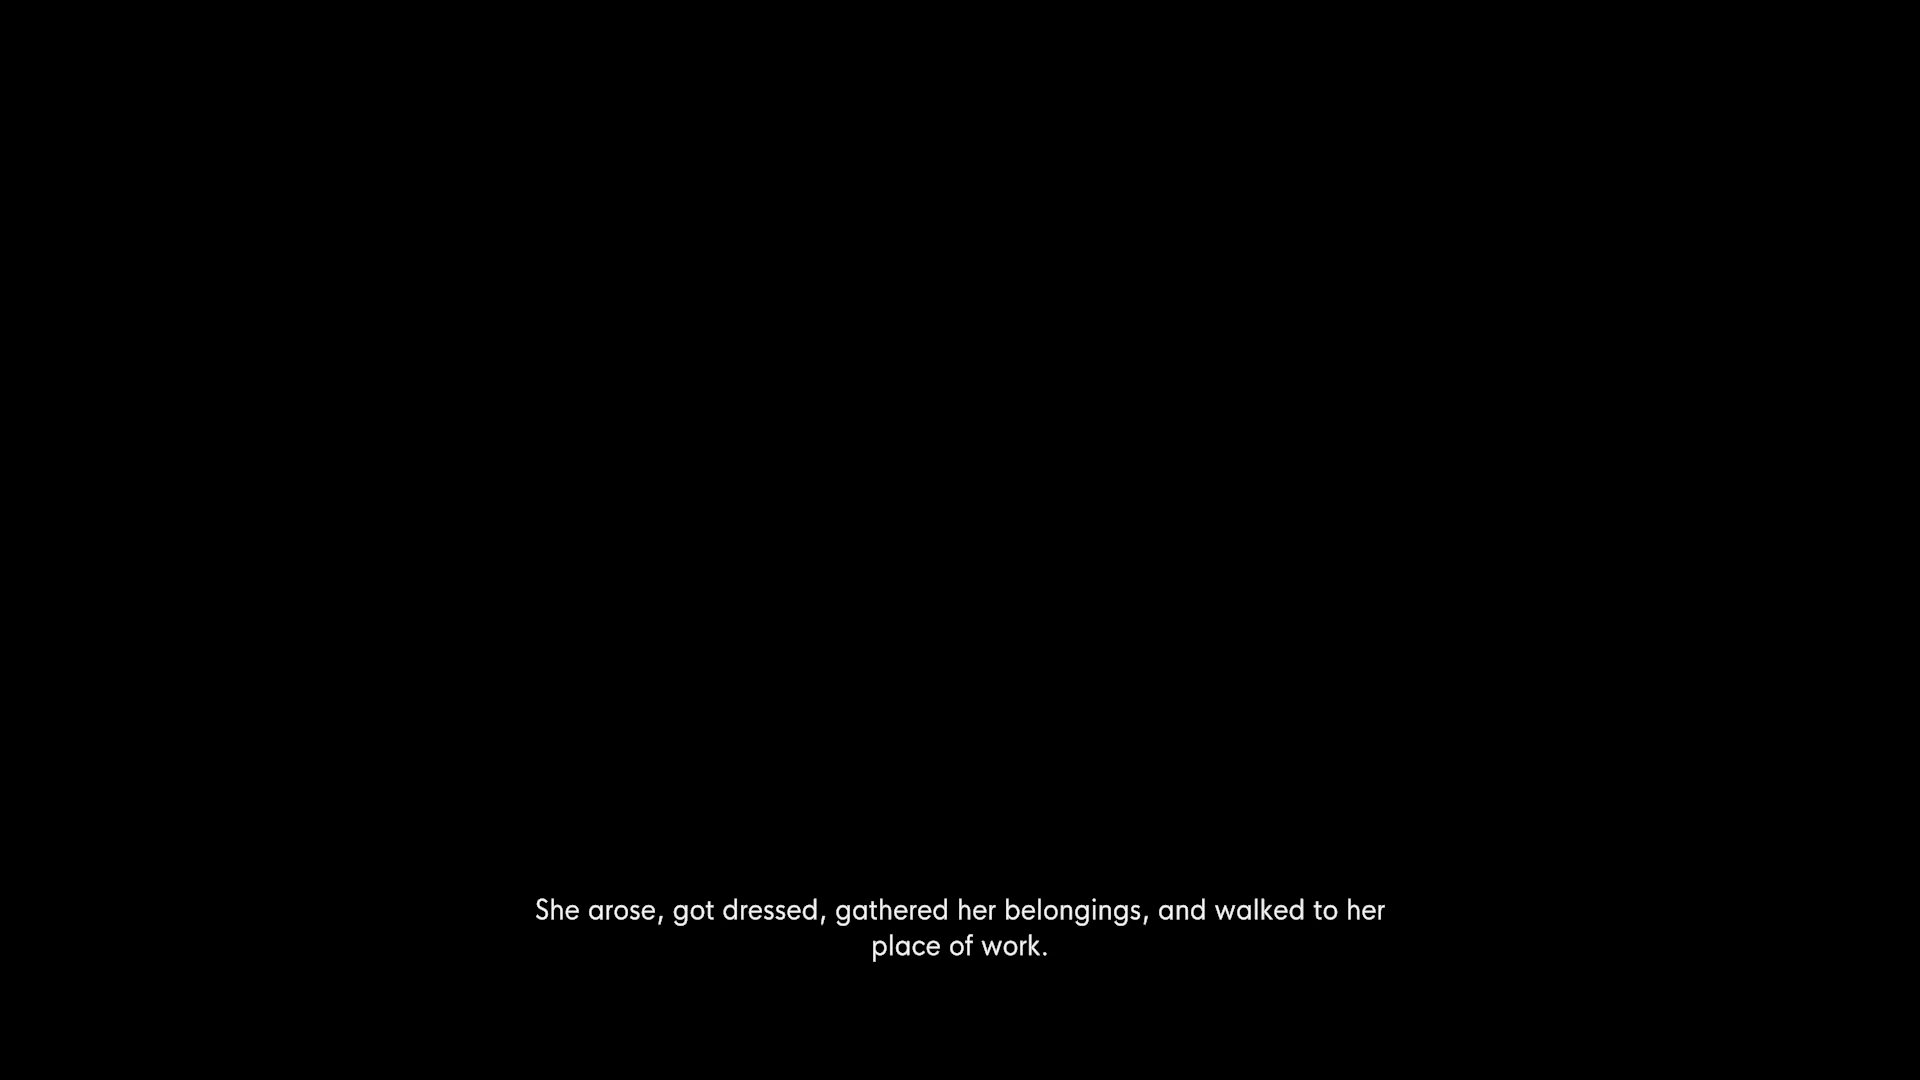 She arose, got dressed, gathered her belongings, and walked to her
place of work.